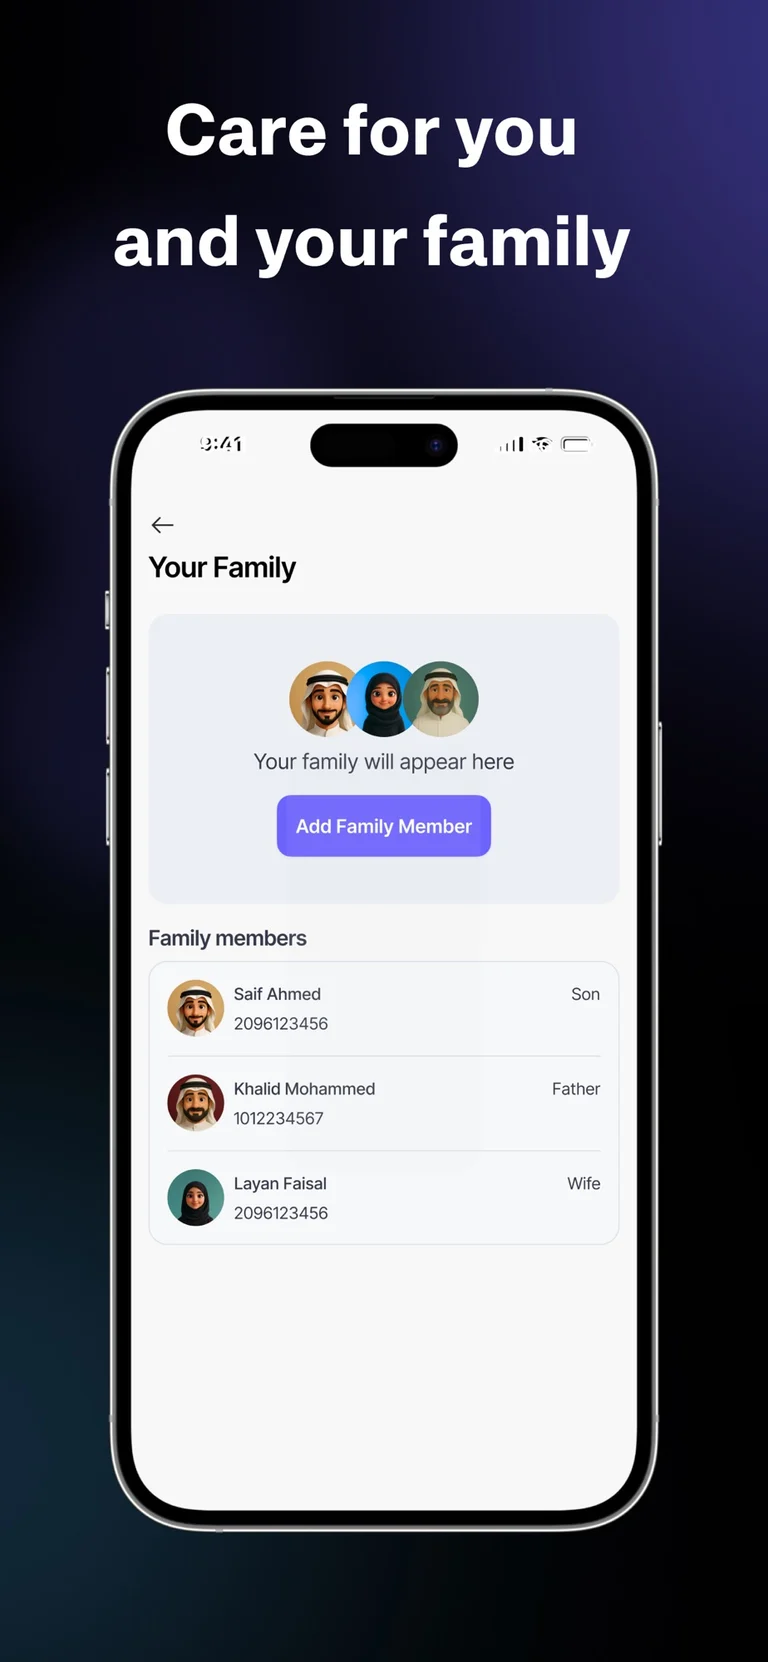 Care for you
and your family
9:41
Your Family
Your family will appear here
Add Family Member
Family members
Saif Ahmed
Son
2096123456
Khalid Mohammed
Father
1012234567
Layan Faisal
Wife
2096123456